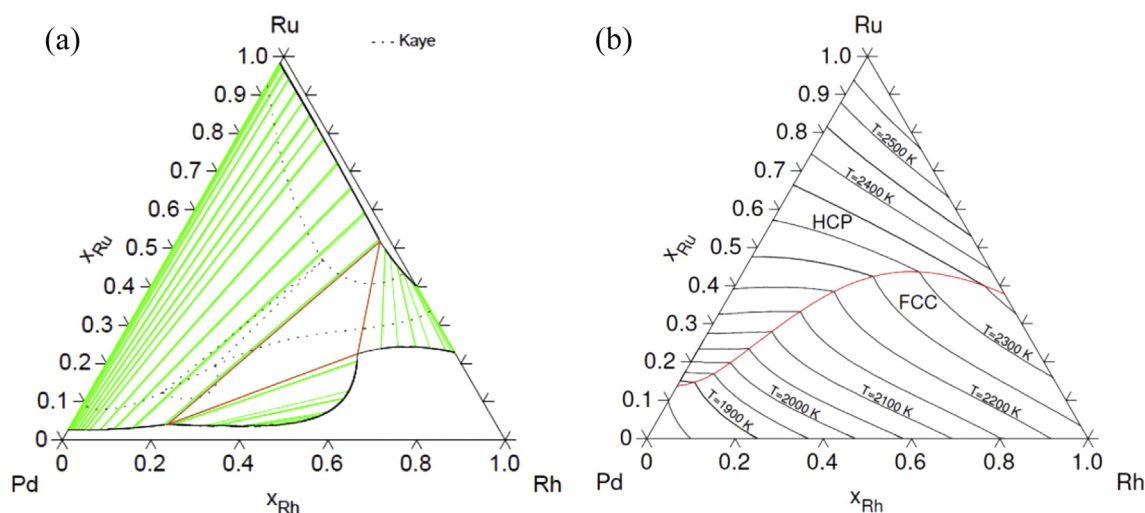 (a)
Ru
Kaye
1.0
0.9
0.8
0.7
0.6
0.5
0.4
0.3
0.2
0.1
0
xRu
0
0.2
0.4
0.6
0.8
1.0
Pd
xRh
Rh
(b)
Ru
1.0
0.9
0.8
0.7
0.6
0.5
0.4
0.3
0.2
0.1
0
xRu
T=2500 K
T=2400 K
HCP
FCC
T=2300 K
T=2200 K
T=2100 K
T=2000 K
T=1900 K
0
0.2
0.4
0.6
0.8
1.0
Pd
xRh
Rh